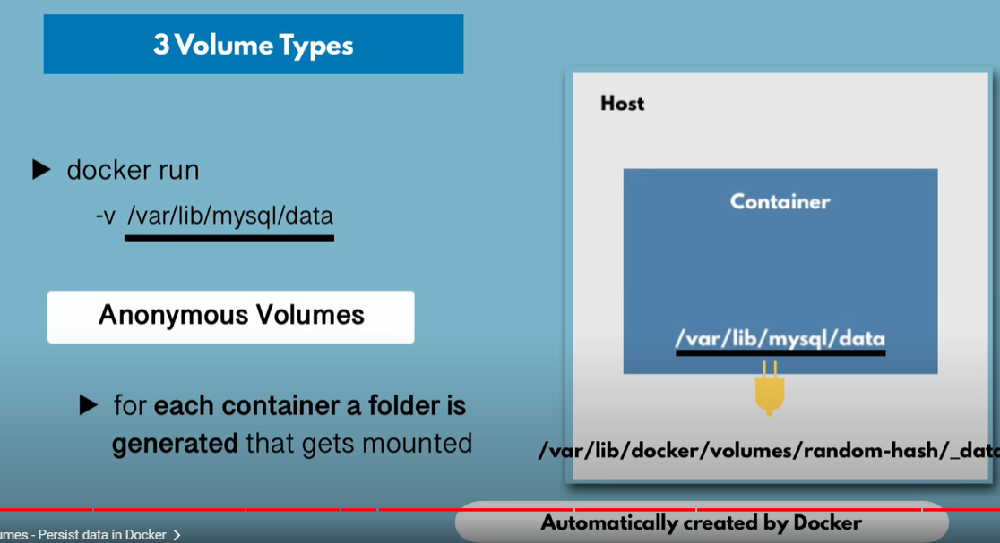 3 Volume Types
▶ docker run
-v /var/lib/mysql/data
Anonymous Volumes
▶ for each container a folder is
generated that gets mounted
Host
Container
/var/lib/mysql/data
/var/lib/docker/volumes/random-hash/_data
Automatically created by Docker
umes - Persist data in Docker